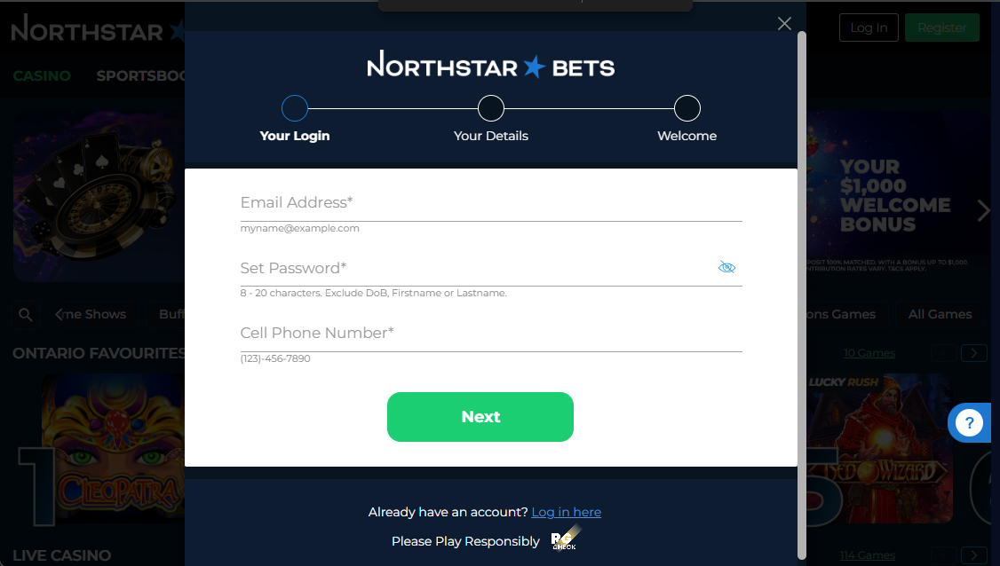 NORTHSTAR
Log In
Register
CASINO
SPORTSBOO
NORTHSTAR BETS
Your Login
Your Details
Welcome
Email Address*
myname@example.com
Set Password*
8 - 20 characters. Exclude DoB, Firstname or Lastname.
Cell Phone Number*
(123)-456-7890
Next
Already have an account? Log in here
Please Play Responsibly
RG
CHECK
YOUR
$1,000
WELCOME
BONUS
POSIT 100% MATCHED, WITH A BONUS UP TO $1,000.
NTRIBUTION RATES VARY. T&CS APPLY.
me Shows
Buff
ons Games
All Games
ONTARIO FAVOURITES
10 Games
1
CLEOPATRA
LUCKY RUSH
RED WIZARD
5
?
LIVE CASINO
114 Games